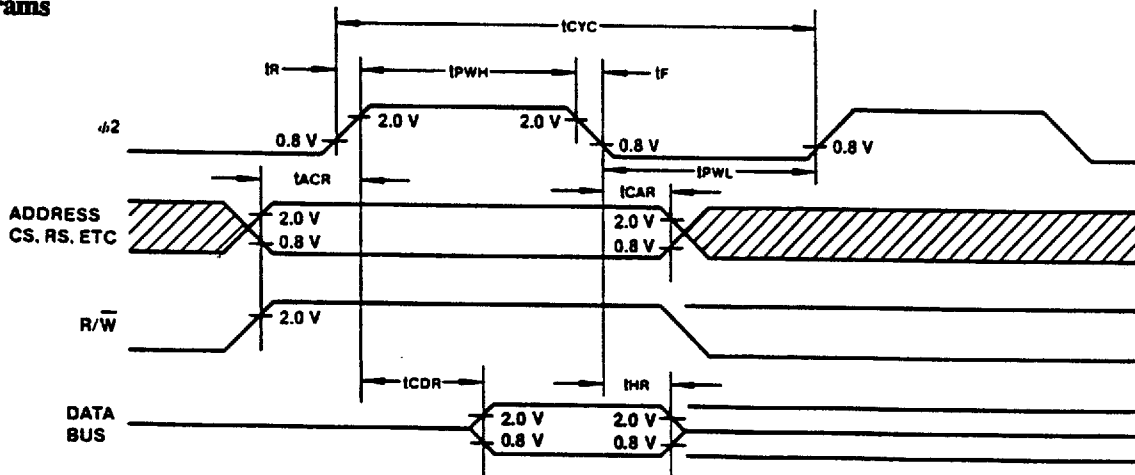 rams
tCYC
tR tPWH tF
ϕ2
2.0 V 2.0 V
0.8 V 0.8 V 0.8 V
tPWL
tACR tCAR
ADDRESS
CS, RS, ETC
2.0 V 2.0 V
0.8 V 0.8 V
R/W̅
2.0 V
tCDR tHR
DATA
BUS
2.0 V 2.0 V
0.8 V 0.8 V